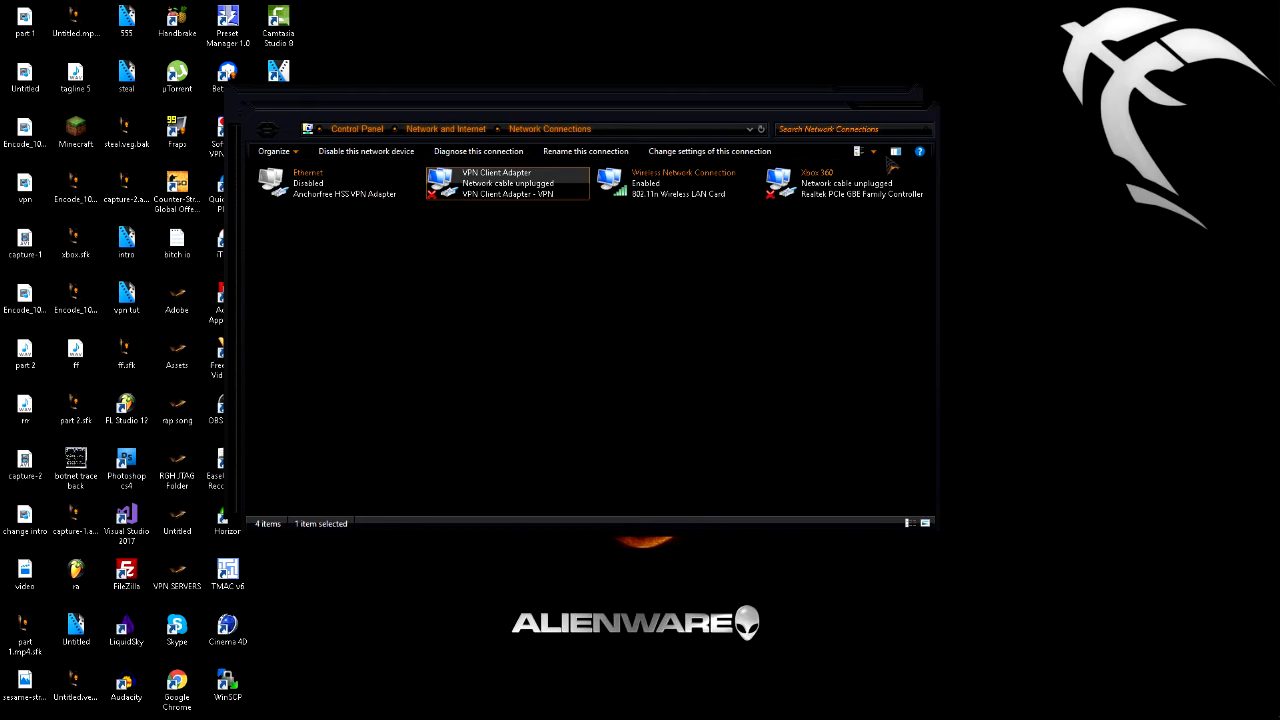 part 1
Untitled.mp...
555
Handbrake
Preset
Manager 1.0
Camtasia
Studio 8
Untitled
tagline 5
steal
µTorrent
Bet
Encode_10...
Minecraft
steal.veg.bak
Fraps
vpn
Encode_10...
capture-2.a...
Counter-Str...
Global Offe...
capture-1
xbox.sfk
intro
bitch io
Encode_10...
Encode_10...
vpn tut
Adobe
part 2
ff
ff.sfk
Assets
rrr
part 2.sfk
FL Studio 12
rap song
OBS
capture-2
botnet trace
back
Photoshop
cs4
RGH JTAG
Folder
change intro
capture-1.a...
Visual Studio
2017
Untitled
Horizor
video
ra
FileZilla
VPN SERVERS
TMAC v6
part
1.mp4.sfk
Untitled
LiquidSky
Skype
Cinema 4D
sesame-str...
Untitled.ve...
Audacity
Google
Chrome
WinSCP
Control Panel
Network and Internet
Network Connections
Search Network Connections
Organize
Disable this network device
Diagnose this connection
Rename this connection
Change settings of this connection
Ethernet
Disabled
Anchorfree HSS VPN Adapter
VPN Client Adapter
Network cable unplugged
VPN Client Adapter - VPN
Wireless Network Connection
Enabled
802.11n Wireless LAN Card
Xbox 360
Network cable unplugged
Realtek PCIe GBE Family Controller
4 items
1 item selected
ALIENWARE